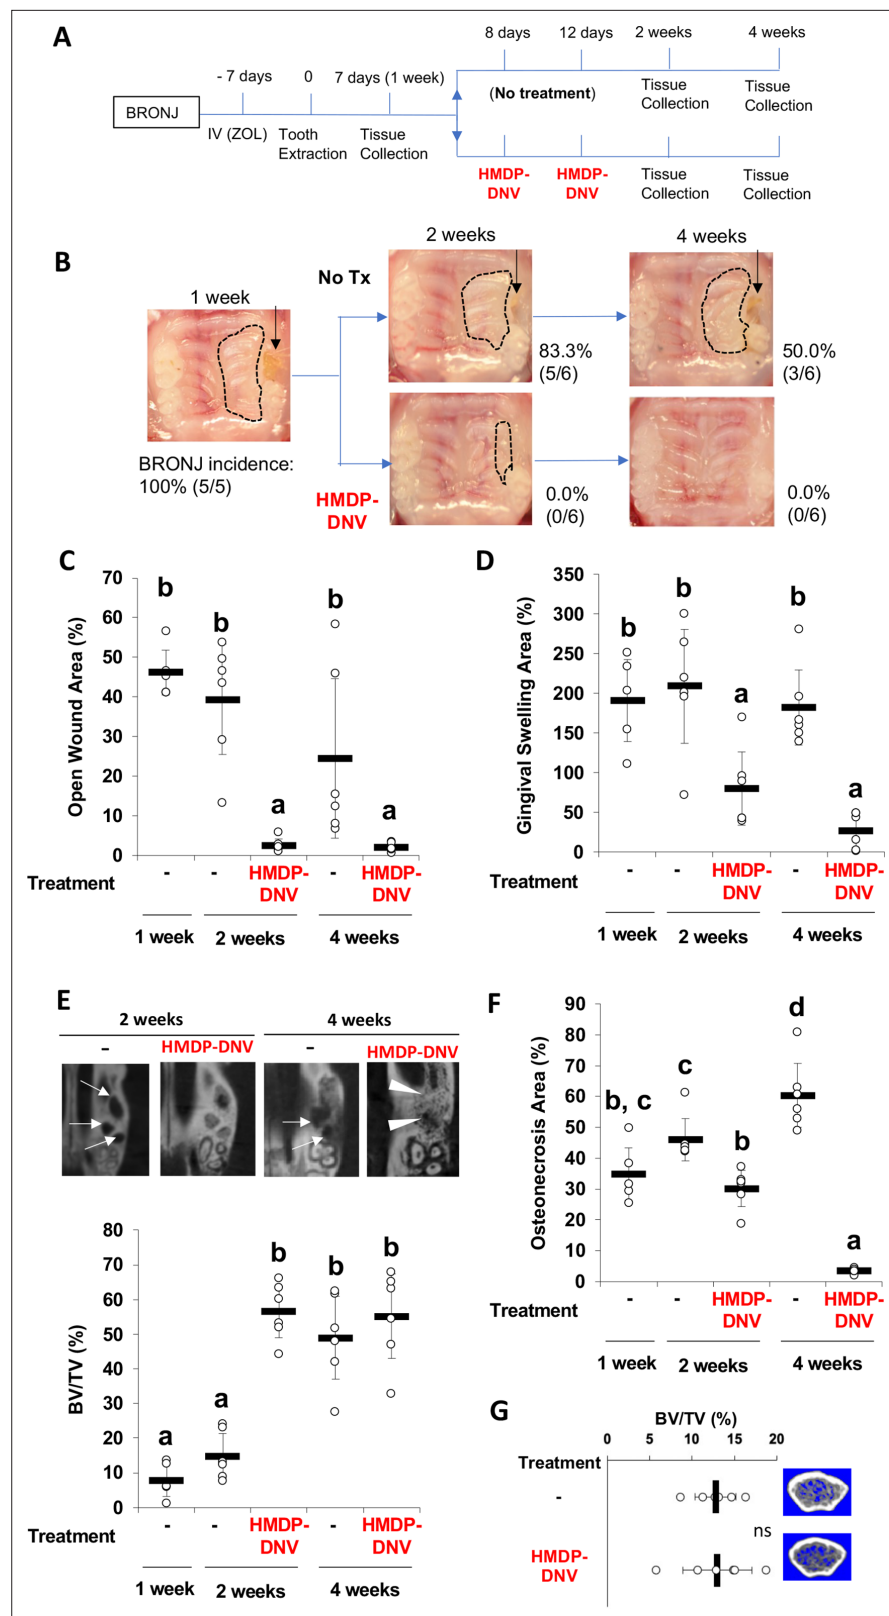 A
8 days 12 days 2 weeks 4 weeks
- 7 days 0 7 days (1 week)
(No treatment) Tissue Collection Tissue Collection
BRONJ
IV (ZOL) Tooth Extraction Tissue Collection
HMDP-DNV HMDP-DNV Tissue Collection Tissue Collection
B
2 weeks 4 weeks
No Tx
1 week
83.3% (5/6)
50.0% (3/6)
BRONJ incidence:
100% (5/5)
HMDP-DNV
0.0% (0/6)
0.0% (0/6)
C
Open Wound Area (%)
70
60
50
40
30
20
10
0
b b a b a
Treatment - - HMDP-DNV - HMDP-DNV
1 week 2 weeks 4 weeks
D
Gingival Swelling Area (%)
350
300
250
200
150
100
50
0
b b a b a
Treatment - - HMDP-DNV - HMDP-DNV
1 week 2 weeks 4 weeks
E
2 weeks 4 weeks
- HMDP-DNV - HMDP-DNV
BV/TV (%)
80
70
60
50
40
30
20
10
0
a a b b b
Treatment - - HMDP-DNV - HMDP-DNV
1 week 2 weeks 4 weeks
F
Osteonecrosis Area (%)
90
80
70
60
50
40
30
20
10
0
b, c c b d a
Treatment - - HMDP-DNV - HMDP-DNV
1 week 2 weeks 4 weeks
G
BV/TV (%)
0 5 10 15 20
Treatment
-
ns
HMDP-DNV